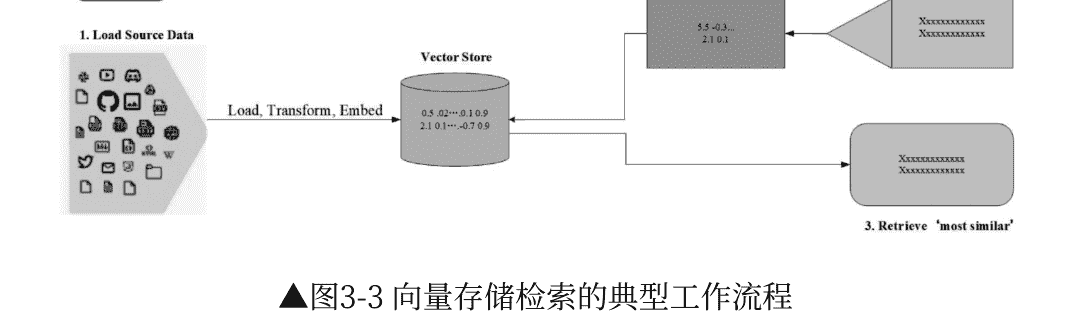 1. Load Source Data
5.5 -0.3...
2.1 0.1
Xxxxxxxxxxxxx
Xxxxxxxxxxxxx
Vector Store
Load, Transform, Embed
0.5 .02···.0.1 0.9
2.1 0.1···.-0.7 0.9
Xxxxxxxxxxxxx
Xxxxxxxxxxxxx
3. Retrieve ‘most similar’
▲图3-3 向量存储检索的典型工作流程